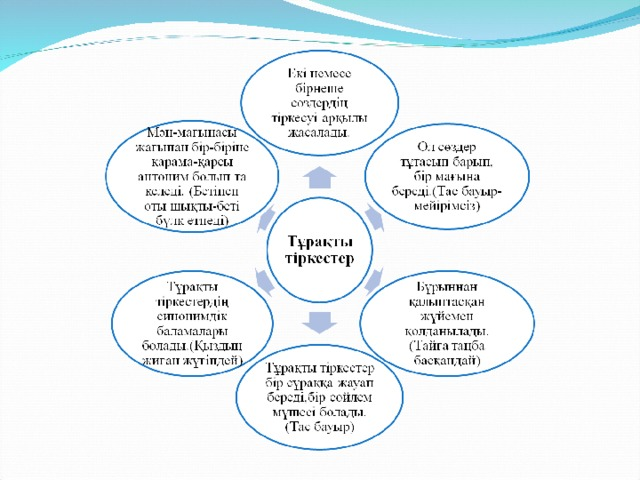 Екі немесе
бірнеше
сөздердің
тіркесуі арқылы
жасалады.
Ол сөздер
тұтасып барып,
бір мағына
береді.(Тас бауыр-
мейірімсіз)
Бұрыннан
қалыптасқан
жүйемен
қолданылады.
(Тайға таңба
басқандай)
Тұрақты тіркестер
бір сұраққа жауап
береді,бір сөйлем
мүшесі болады.
(Тас бауыр)
Тұрақты
тіркестердің
синонимдік
баламалары
болады.(Қыздың
жиған жүгіндей)
Мән-мағынасы
жағынан бір-біріне
қарама-қарсы
антоним болып та
келеді. (Бетінен
оты шықты-беті
бүлк етпеді)
Тұрақты
тіркестер